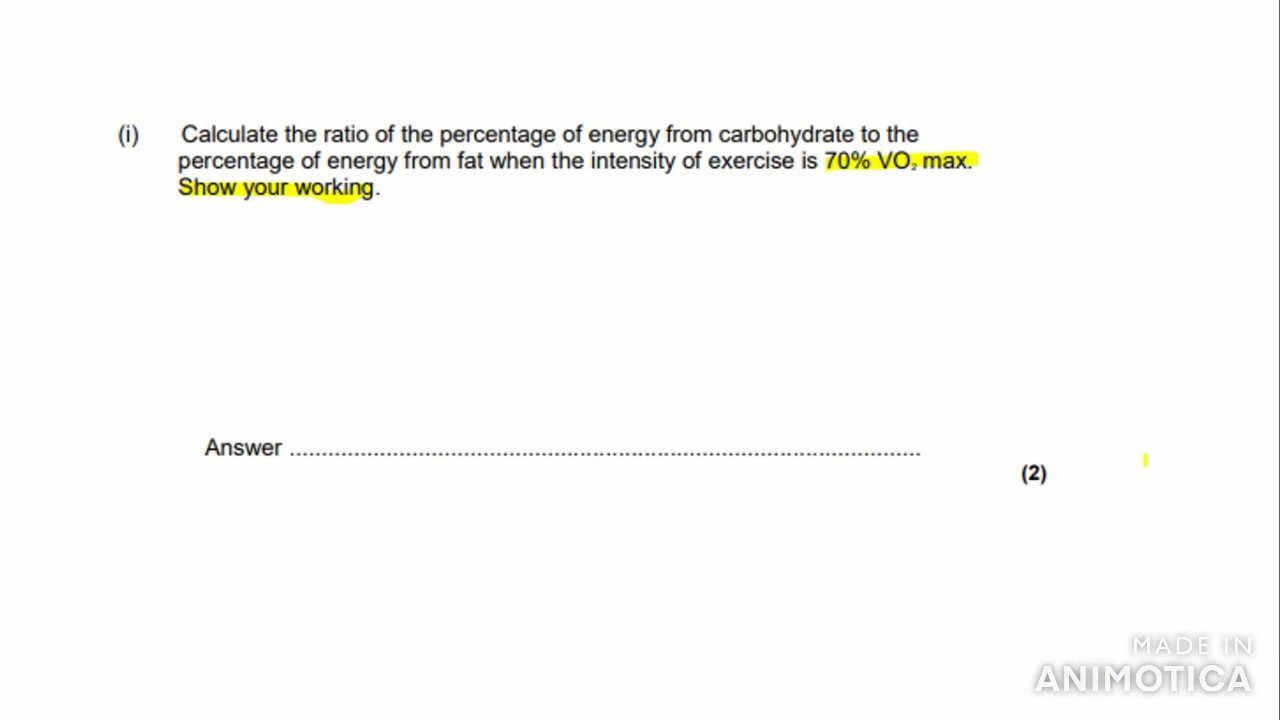 (i) Calculate the ratio of the percentage of energy from carbohydrate to the
percentage of energy from fat when the intensity of exercise is 70% VO₂ max.
Show your working.
Answer ................................................................................................
(2)
MADE IN
ANIMOTICA